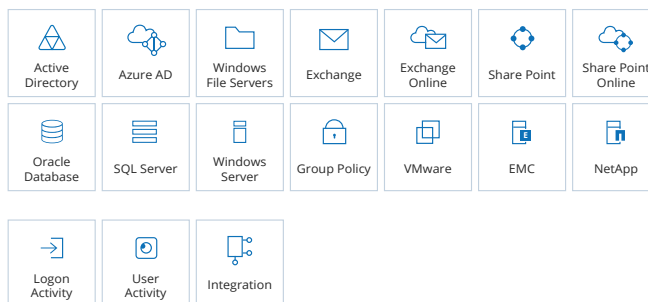 Active
Directory
Azure AD
Windows
File Servers
Exchange
Exchange
Online
Share Point
Share Point
Online
Oracle
Database
SQL Server
Windows
Server
Group Policy
VMware
E
EMC
n
NetApp
Logon
Activity
User
Activity
Integration